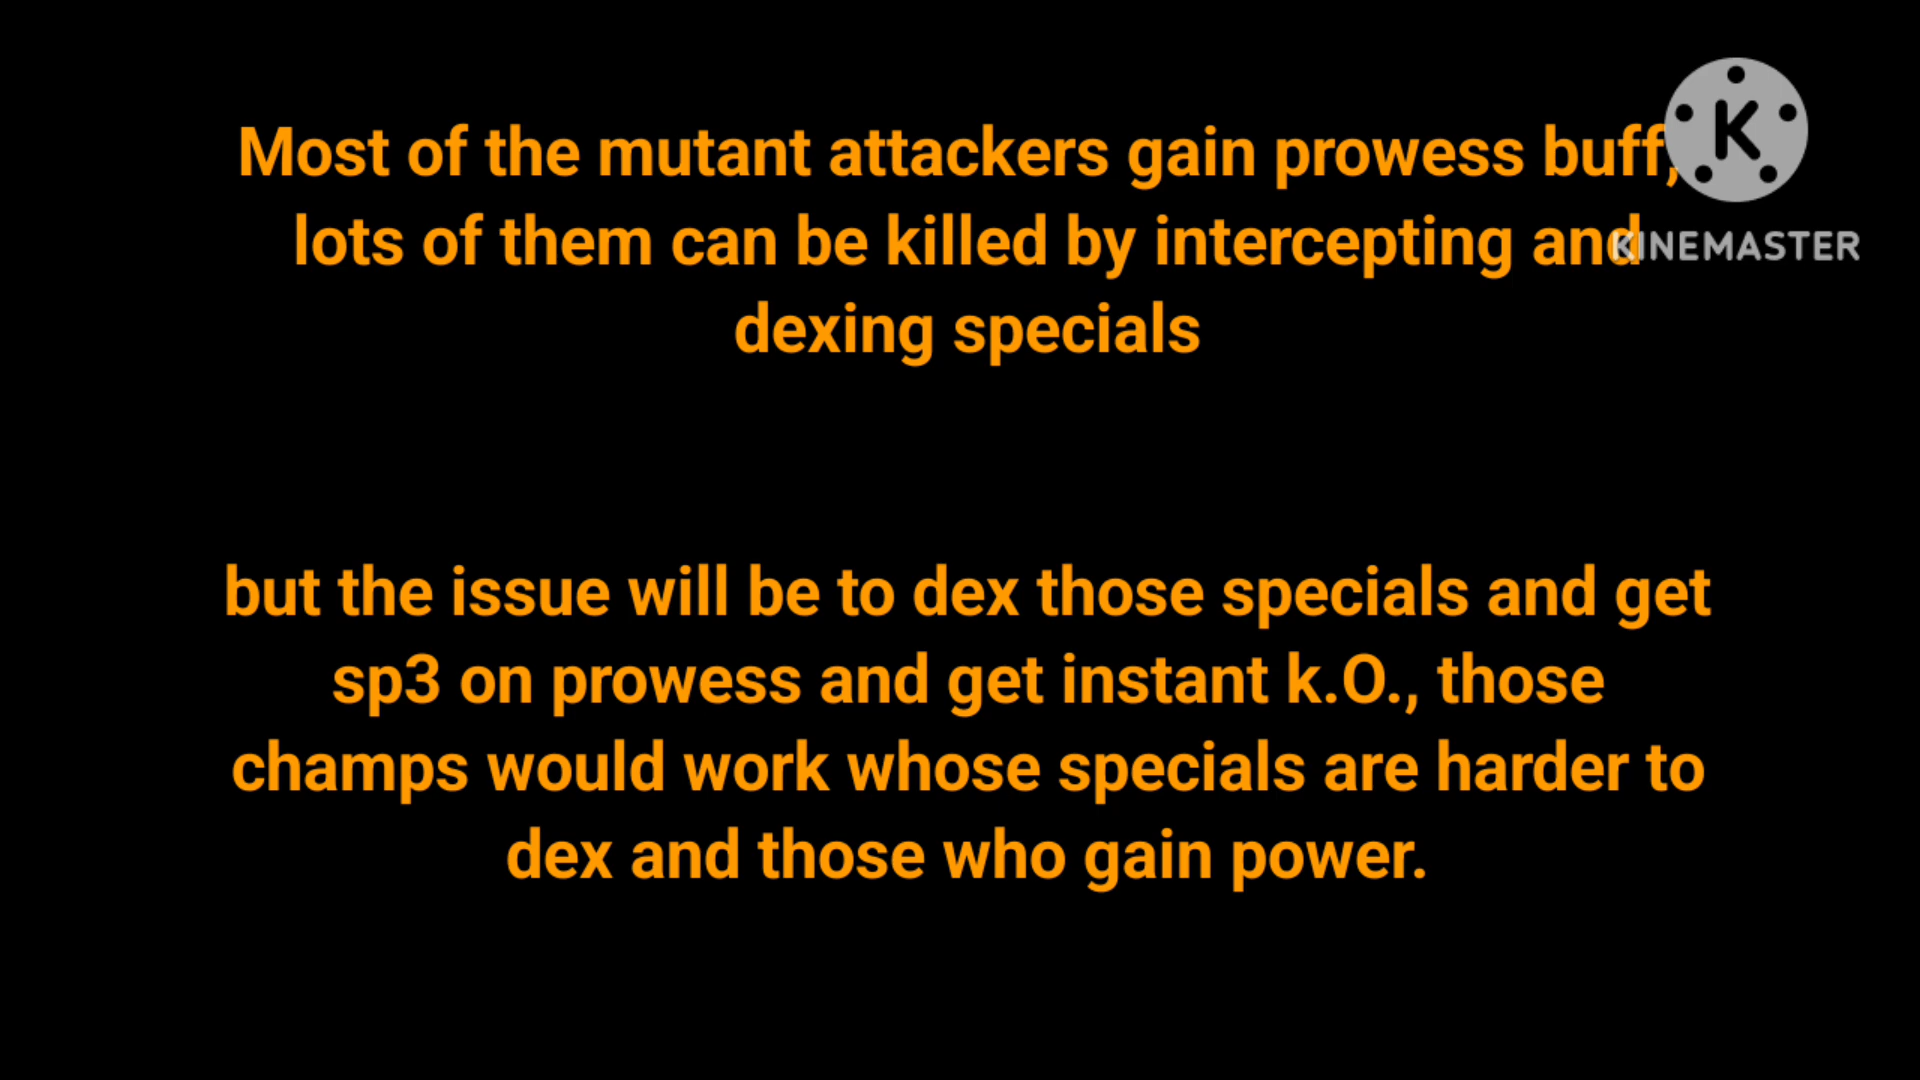 Most of the mutant attackers gain prowess buff,
lots of them can be killed by intercepting and
dexing specials
but the issue will be to dex those specials and get
sp3 on prowess and get instant k.O., those
champs would work whose specials are harder to
dex and those who gain power.
K
KINEMASTER